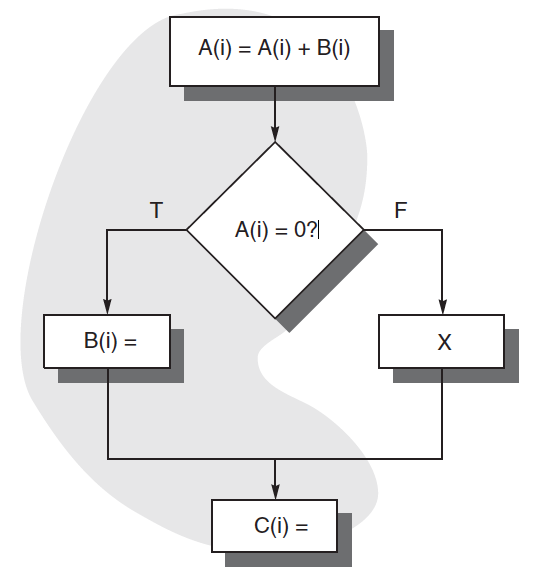 A(i) = A(i) + B(i)
T
F
A(i) = 0?
B(i) =
X
C(i) =